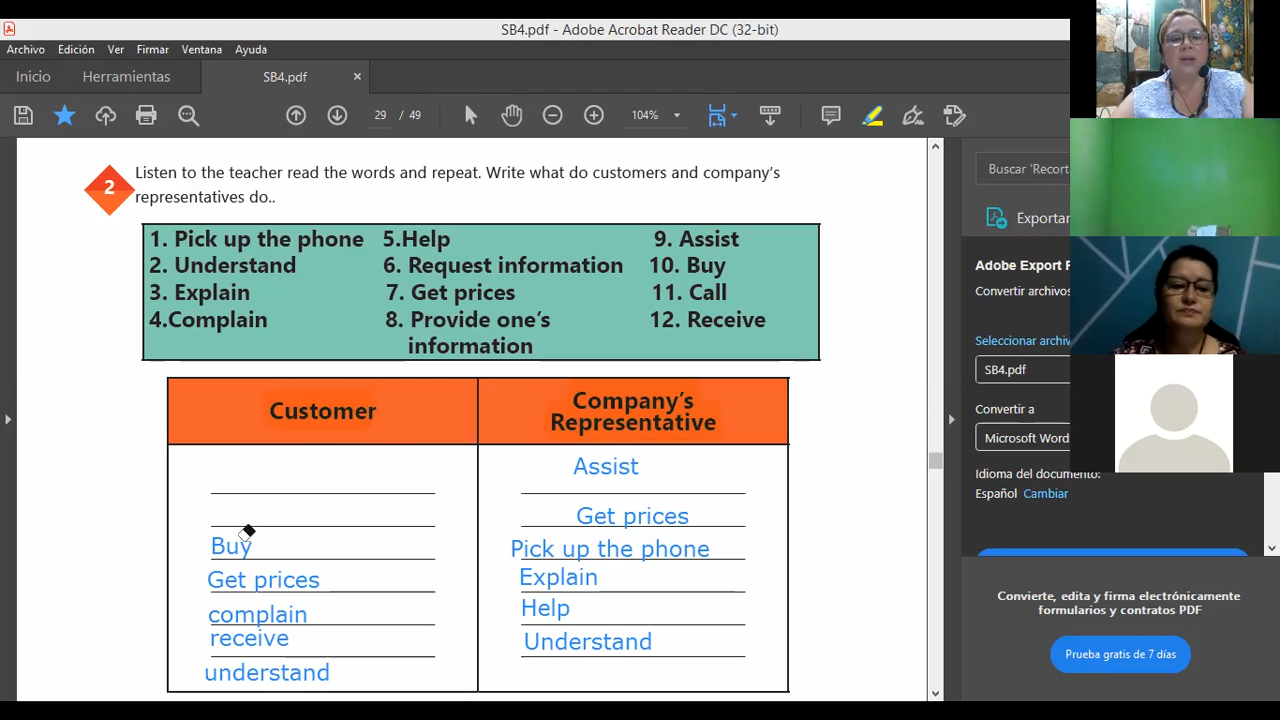 SB4.pdf - Adobe Acrobat Reader DC (32-bit)
Archivo Edición Ver Firmar Ventana Ayuda
Inicio Herramientas SB4.pdf ×
29 / 49 104%
2
Listen to the teacher read the words and repeat. Write what do customers and company's
representatives do..
1. Pick up the phone 5.Help 9. Assist
2. Understand 6. Request information 10. Buy
3. Explain 7. Get prices 11. Call
4.Complain 8. Provide one's 12. Receive
information
Customer
Company's
Representative
Assist
Get prices
Buy Pick up the phone
Get prices Explain
complain Help
receive Understand
understand
Buscar 'Recort
Exportar
Adobe Export P
Convertir archivos
Seleccionar archiv
SB4.pdf
Convertir a
Microsoft Word
Idioma del documento:
Español Cambiar
Convierte, edita y firma electrónicamente
formularios y contratos PDF
Prueba gratis de 7 días